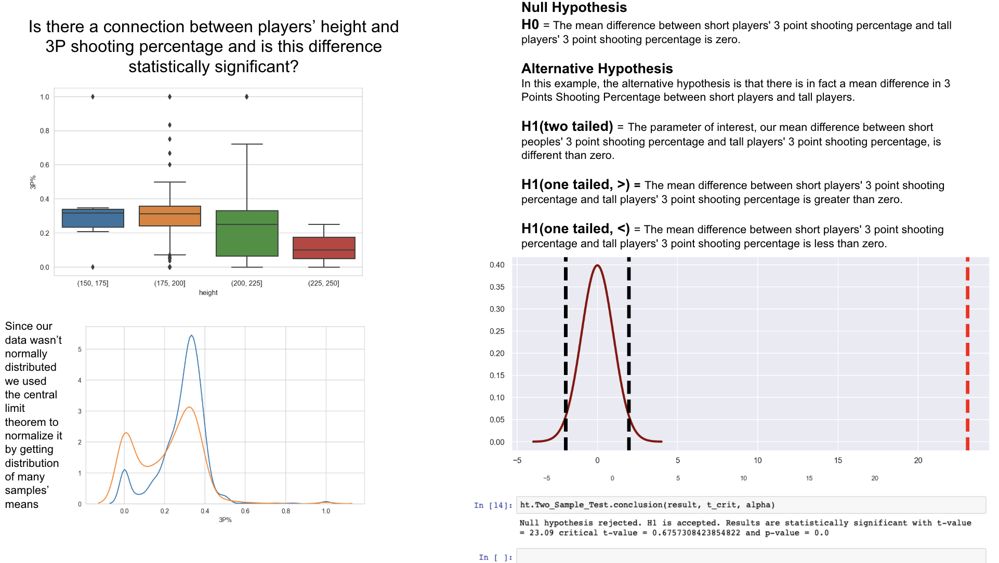 Is there a connection between players’ height and
3P shooting percentage and is this difference
statistically significant?
1.0
0.8
0.6
0.4
0.2
0.0
3P%
(150, 175]
(175, 200]
(200, 225]
(225, 250]
height
Since our
data wasn’t
normally
distributed
we used
the central
limit
theorem to
normalize it
by getting
distribution
of many
samples’
means
5
4
3
2
1
0
0.0
0.2
0.4
0.6
0.8
1.0
3P%
Null Hypothesis
H0 = The mean difference between short players' 3 point shooting percentage and tall
players' 3 point shooting percentage is zero.
Alternative Hypothesis
In this example, the alternative hypothesis is that there is in fact a mean difference in 3
Points Shooting Percentage between short players and tall players.
H1(two tailed) = The parameter of interest, our mean difference between short
peoples' 3 point shooting percentage and tall players' 3 point shooting percentage, is
different than zero.
H1(one tailed, >) = The mean difference between short players' 3 point shooting
percentage and tall players' 3 point shooting percentage is greater than zero.
H1(one tailed, <) = The mean difference between short players' 3 point shooting
percentage and tall players' 3 point shooting percentage is less than zero.
0.40
0.35
0.30
0.25
0.20
0.15
0.10
0.05
0.00
−5
0
5
10
15
20
−5
0
5
10
15
20
In [14]: ht.Two_Sample_Test.conclusion(result, t_crit, alpha)
Null hypothesis rejected. H1 is accepted. Results are statistically significant with t-value
= 23.09 critical t-value = 0.6757308423854822 and p-value = 0.0
In [ ]: